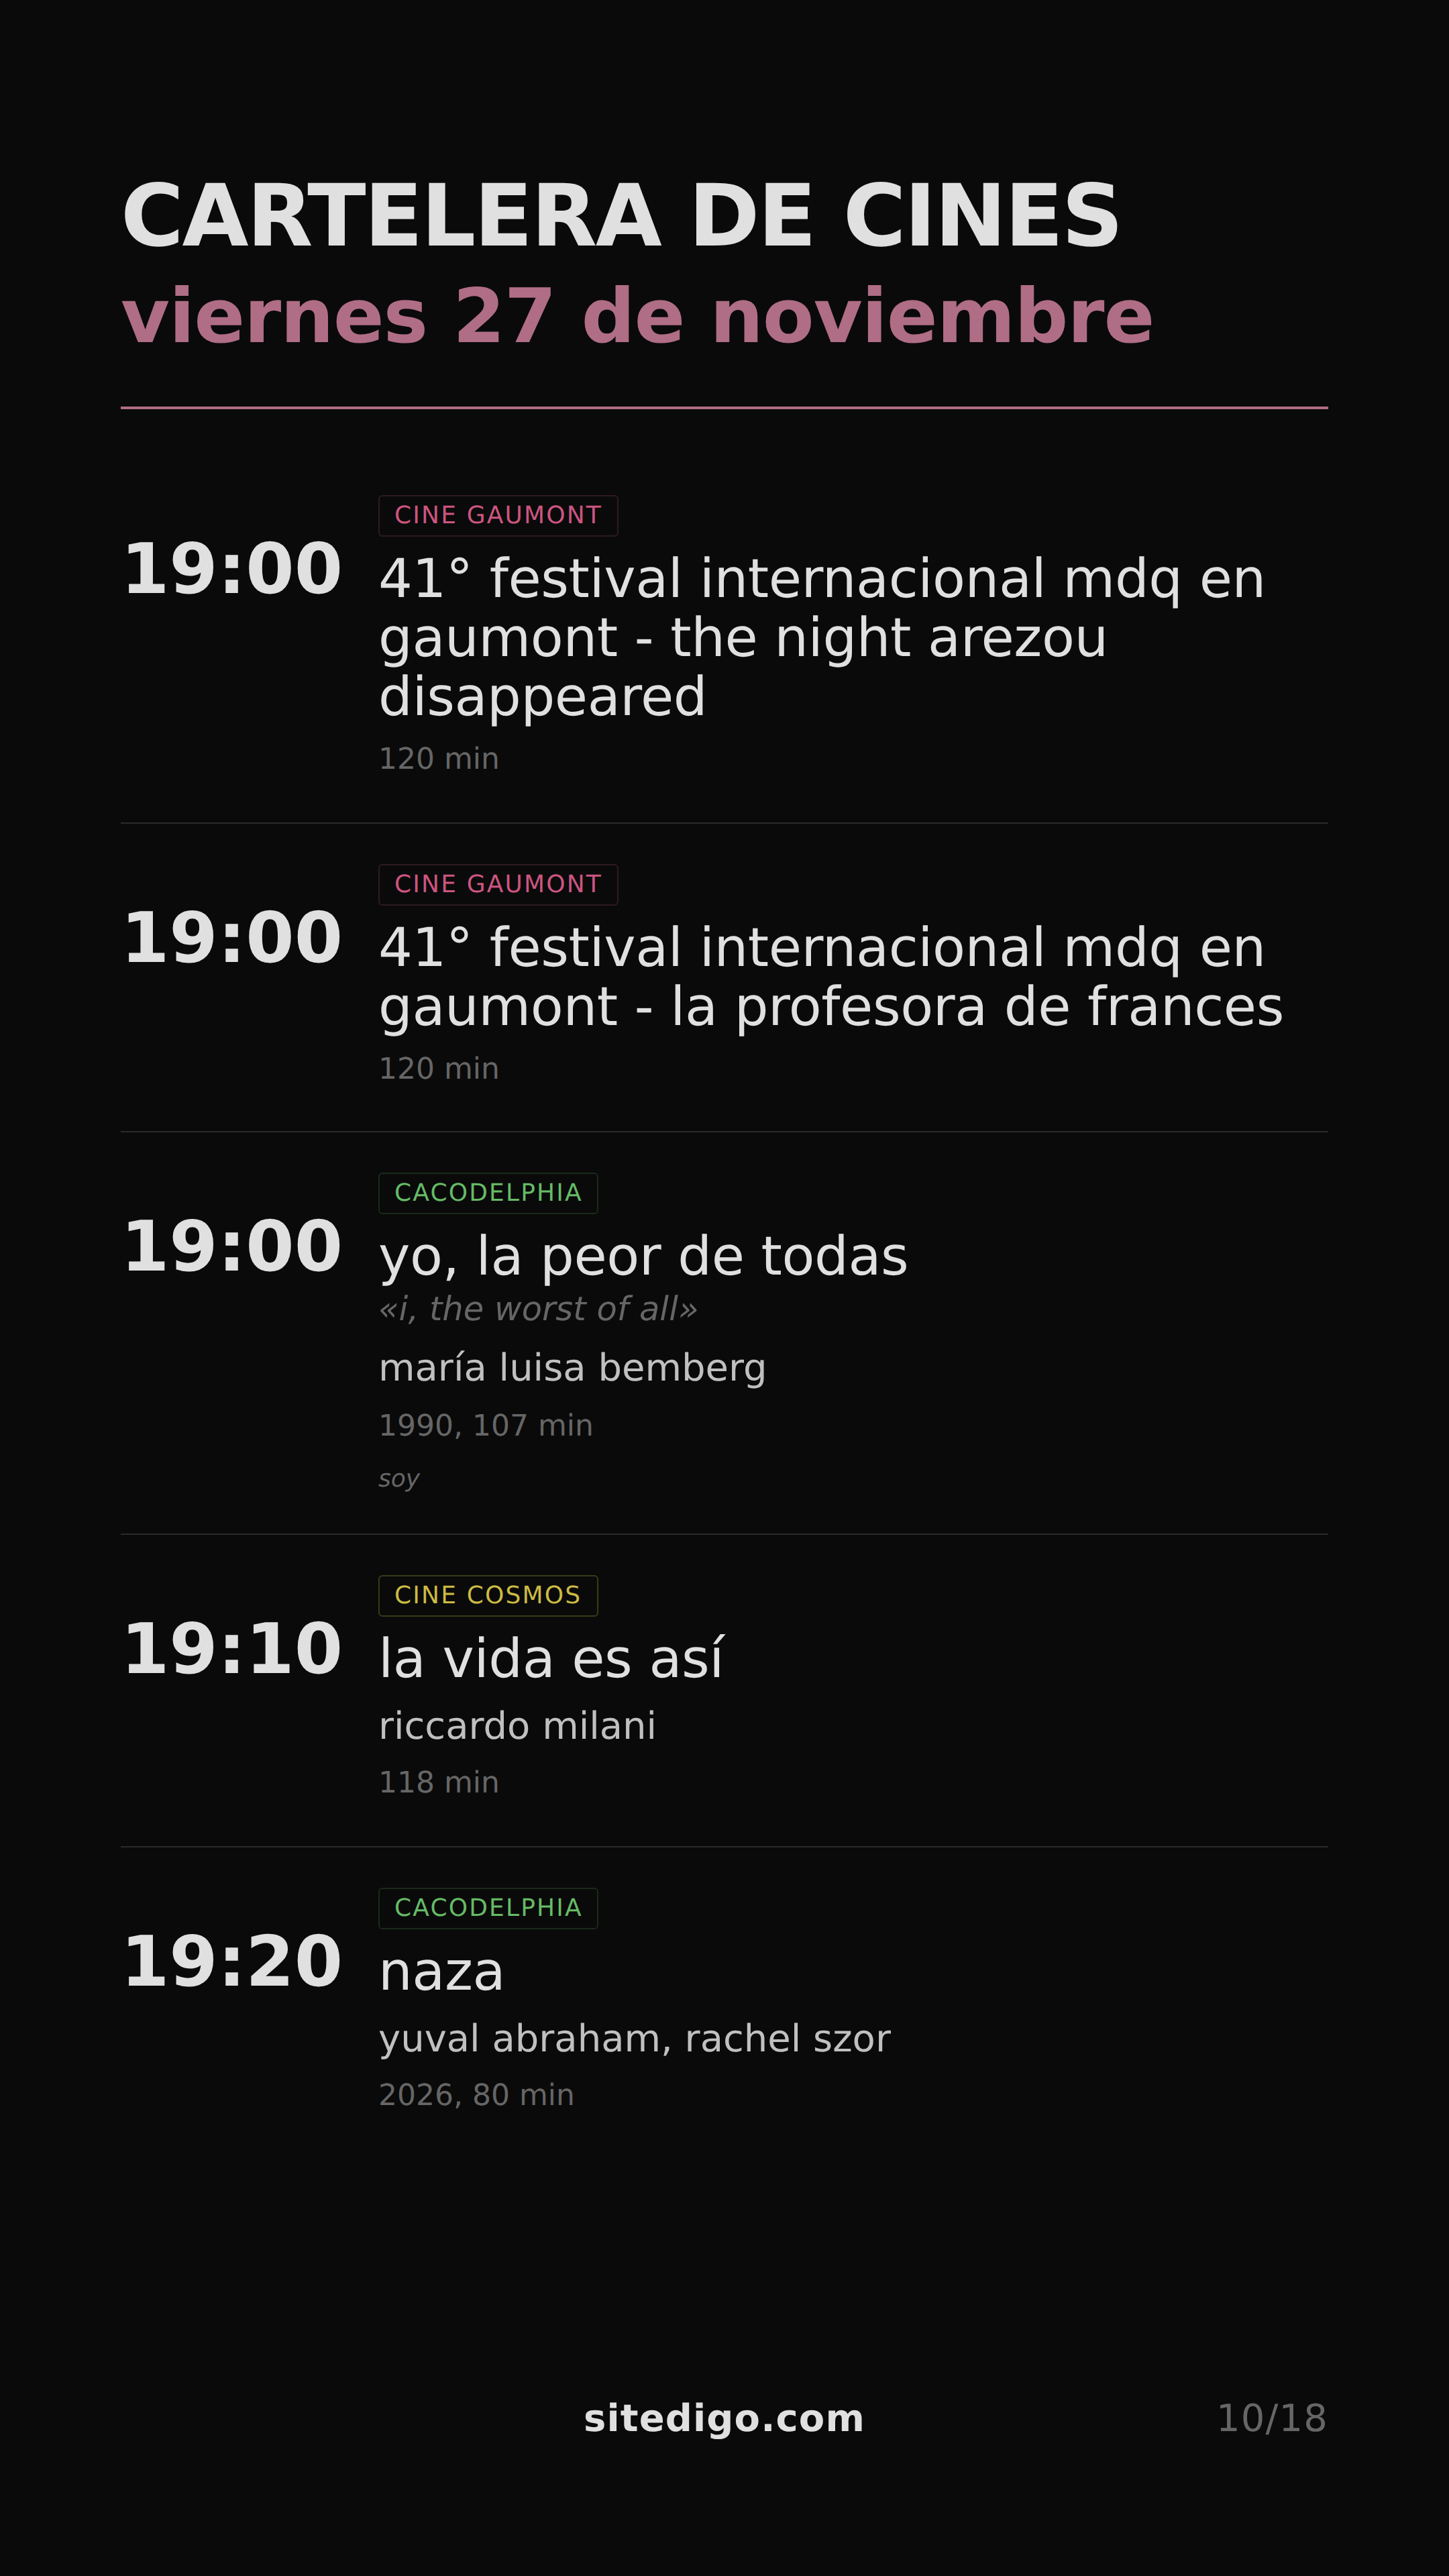 CARTELERA DE CINES
viernes 27 de noviembre
CINE GAUMONT
19:00
41° festival internacional mdq en
gaumont - the night arezou
disappeared
120 min
CINE GAUMONT
19:00
41° festival internacional mdq en
gaumont - la profesora de frances
120 min
CACODELPHIA
19:00
yo, la peor de todas
«i, the worst of all»
maría luisa bemberg
1990, 107 min
soy
CINE COSMOS
19:10
la vida es así
riccardo milani
118 min
CACODELPHIA
19:20
naza
yuval abraham, rachel szor
2026, 80 min
sitedigo.com
10/18